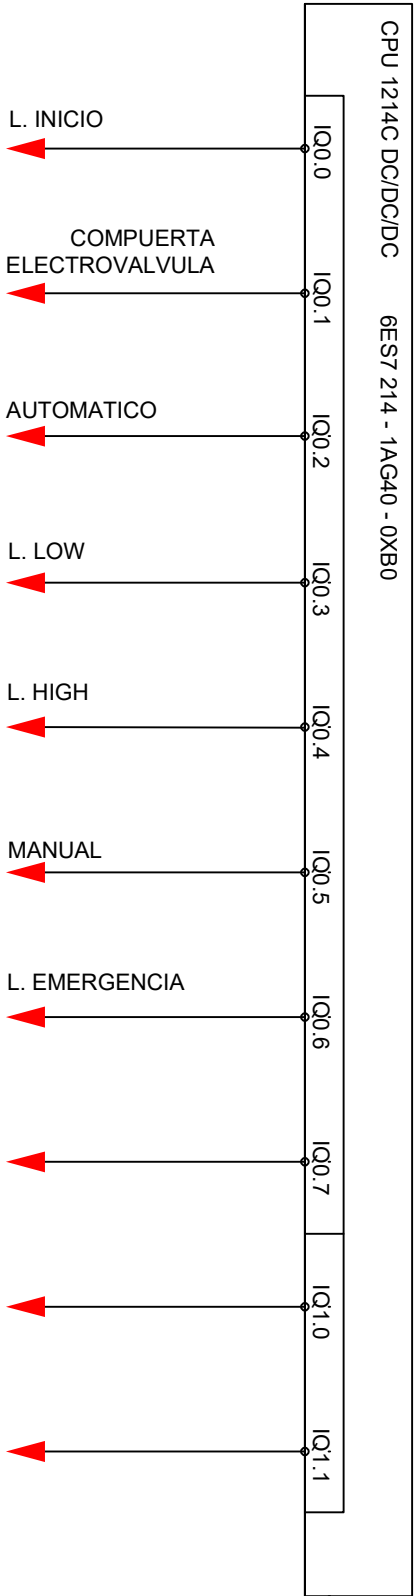 CPU 1214C DC/DC/DC 6ES7 214 - 1AG40 - 0XB0
L. INICIO
IQ0.0
COMPUERTA
ELECTROVALVULA
IQ0.1
AUTOMATICO
IQ0.2
L. LOW
IQ0.3
L. HIGH
IQ0.4
MANUAL
IQ0.5
L. EMERGENCIA
IQ0.6
IQ0.7
IQ1.0
IQ1.1